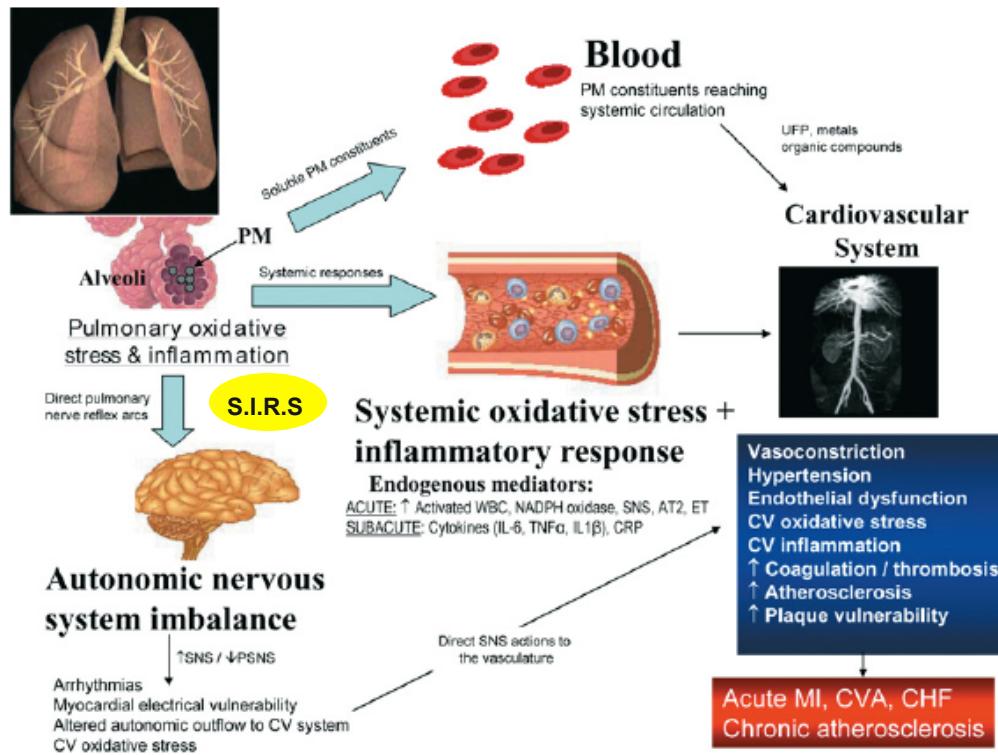 Blood
PM constituents reaching
systemic circulation
Soluble PM constituents
UFP, metals
organic compounds
Cardiovascular
System
PM
Alveoli
Systemic responses
Pulmonary oxidative
stress & inflammation
Direct pulmonary
nerve reflex arcs
S.I.R.S
Systemic oxidative stress +
inflammatory response
Endogenous mediators:
ACUTE: ↑ Activated WBC, NADPH oxidase, SNS, AT2, ET
SUBACUTE: Cytokines (IL-6, TNFα, IL1β), CRP
Vasoconstriction
Hypertension
Endothelial dysfunction
CV oxidative stress
CV inflammation
↑ Coagulation / thrombosis
↑ Atherosclerosis
↑ Plaque vulnerability
Autonomic nervous
system imbalance
↑SNS / ↓PSNS
Direct SNS actions to
the vasculature
Arrhythmias
Myocardial electrical vulnerability
Altered autonomic outflow to CV system
CV oxidative stress
Acute MI, CVA, CHF
Chronic atherosclerosis